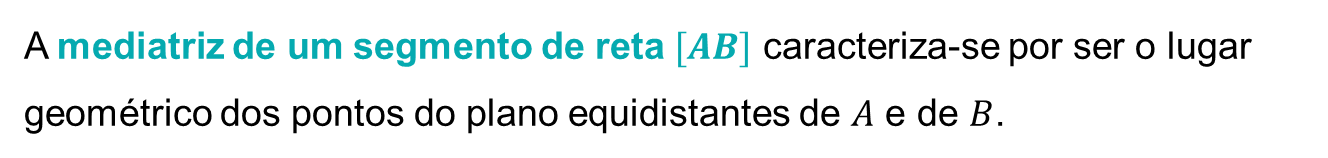 A mediatriz de um segmento de reta [AB] caracteriza-se por ser o lugar
geométrico dos pontos do plano equidistantes de A e de B.